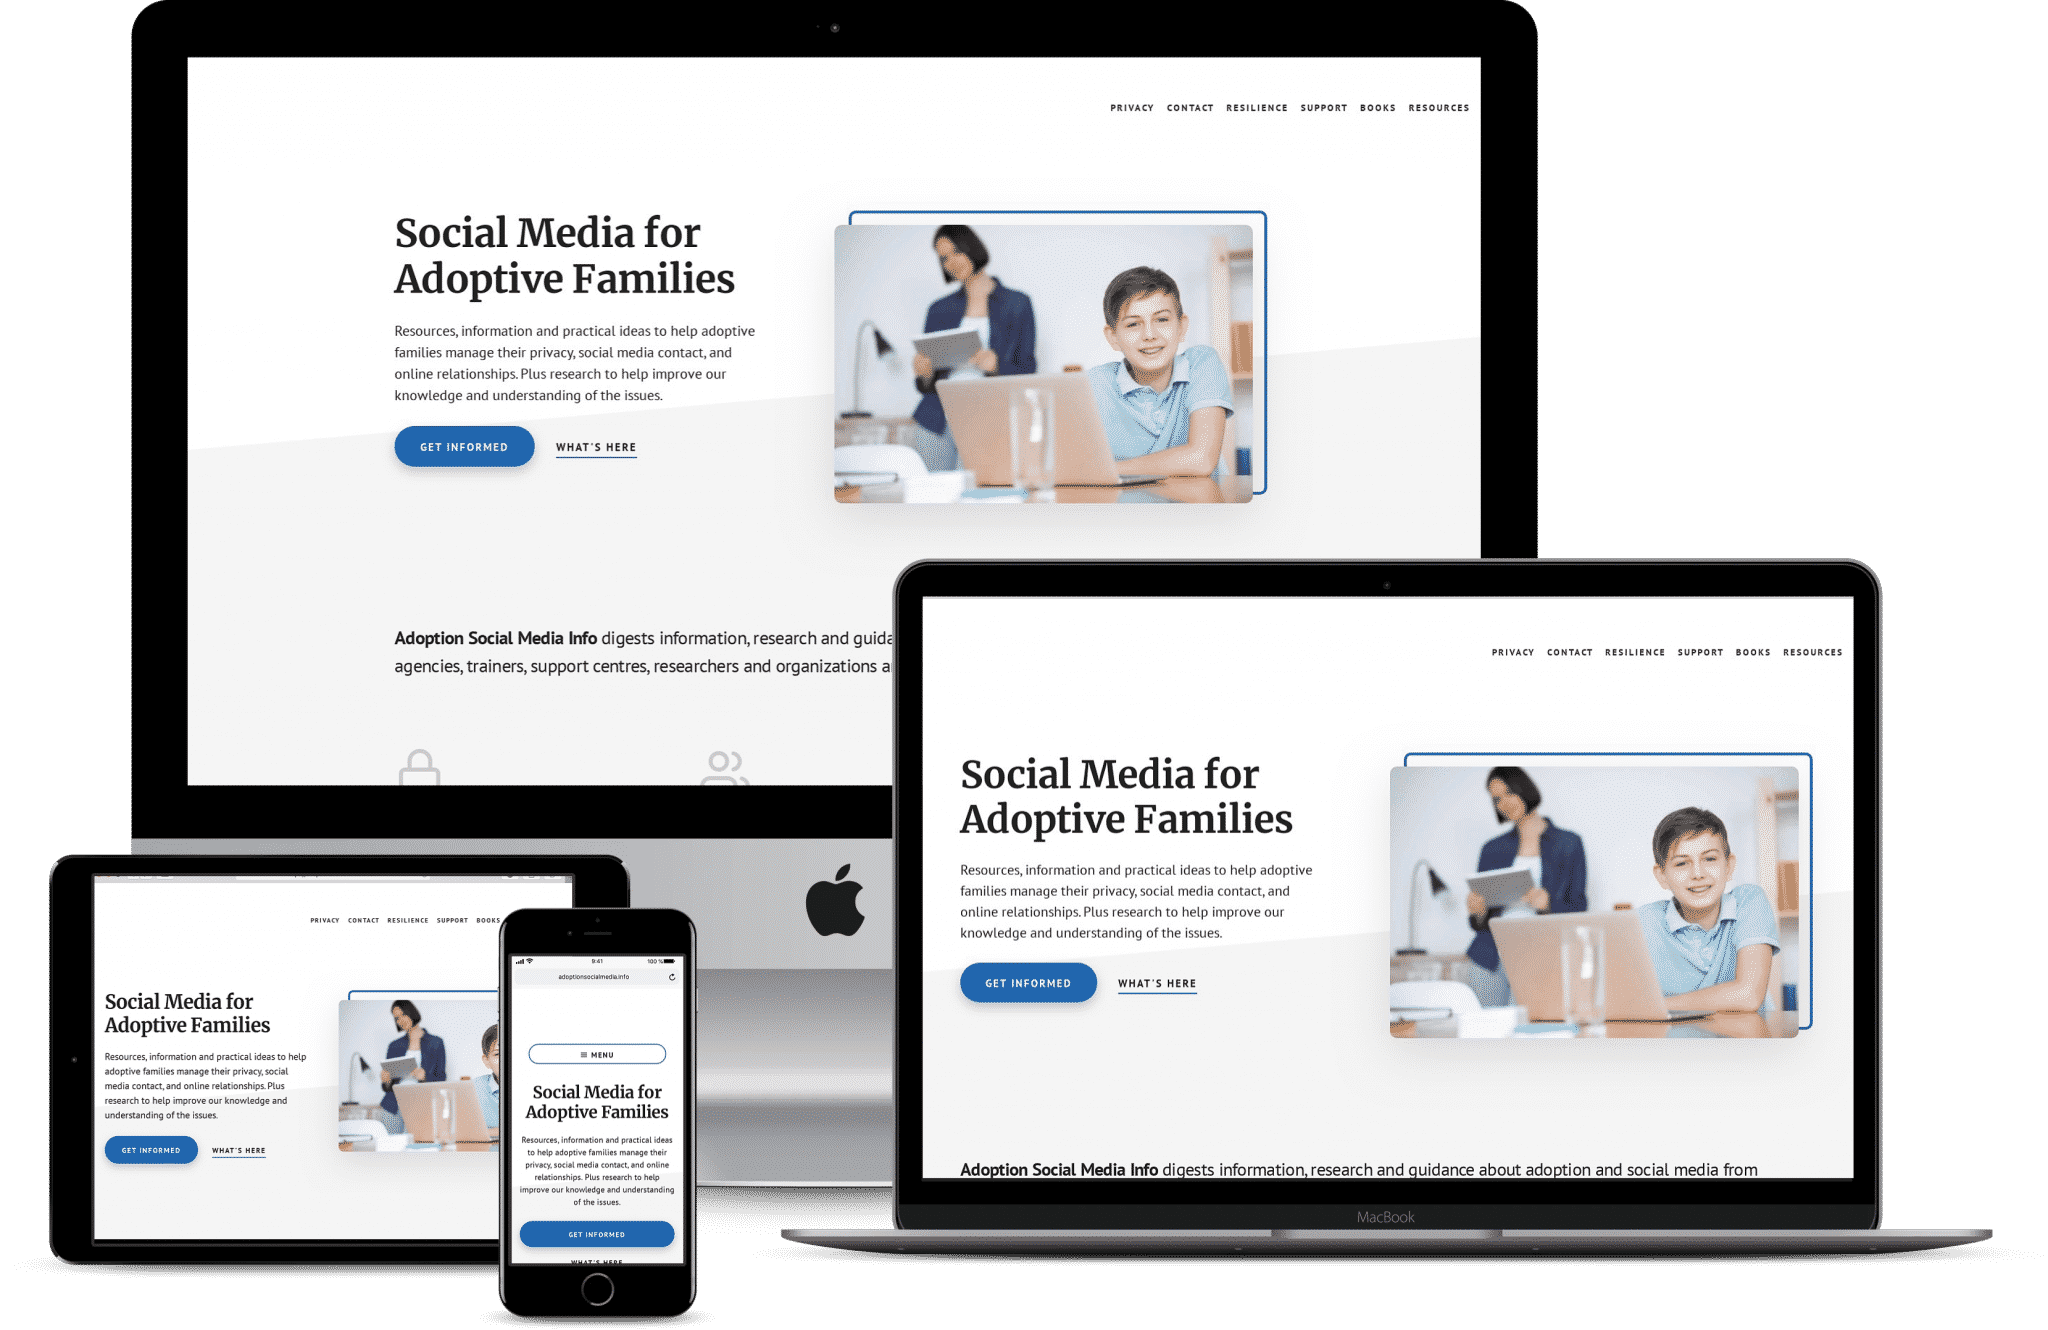 PRIVACY CONTACT RESILIENCE SUPPORT BOOKS RESOURCES
Social Media for
Adoptive Families
Resources, information and practical ideas to help adoptive
families manage their privacy, social media contact, and
online relationships. Plus research to help improve our
knowledge and understanding of the issues.
GET INFORMED WHAT'S HERE
Adoption Social Media Info digests information, research and guida
agencies, trainers, support centres, researchers and organizations a
PRIVACY CONTACT RESILIENCE SUPPORT BOOKS RESOURCES
Social Media for
Adoptive Families
Resources, information and practical ideas to help adoptive
families manage their privacy, social media contact, and
online relationships. Plus research to help improve our
knowledge and understanding of the issues.
GET INFORMED WHAT'S HERE
Adoption Social Media Info digests information, research and guidance about adoption and social media from
MacBook
PRIVACY CONTACT RESILIENCE SUPPORT BOOKS
Social Media for
Adoptive Families
Resources, information and practical ideas to help
adoptive families manage their privacy, social
media contact, and online relationships. Plus
research to help improve our knowledge and
understanding of the issues.
GET INFORMED WHAT'S HERE
9:41 100 %
adoptionsocialmedia.info
MENU
Social Media for
Adoptive Families
Resources, information and practical ideas
to help adoptive families manage their
privacy, social media contact, and online
relationships. Plus research to help
improve our knowledge and understanding
of the issues.
GET INFORMED
WHAT'S HERE